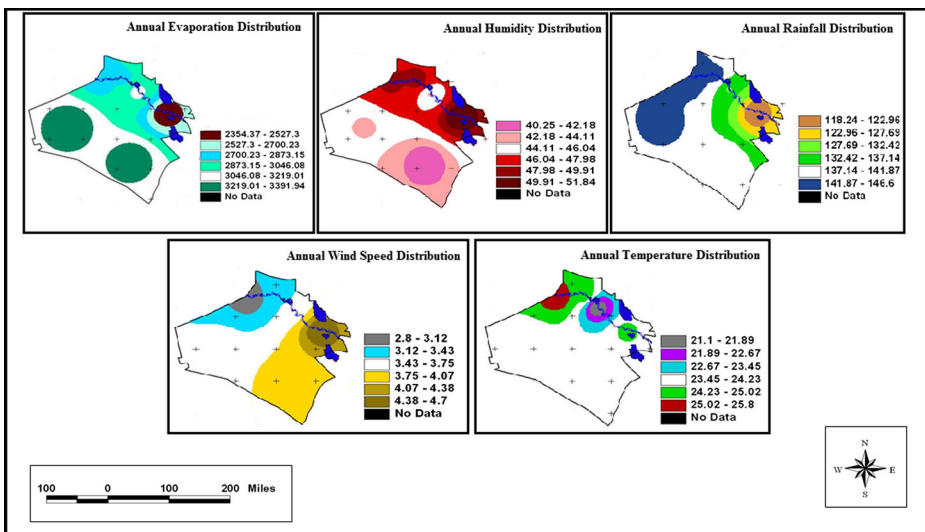 Annual Evaporation Distribution
2354.37 - 2527.3
2527.3 - 2700.23
2700.23 - 2873.15
2873.15 - 3046.08
3046.08 - 3219.01
3219.01 - 3391.94
No Data
Annual Humidity Distribution
40.25 - 42.18
42.18 - 44.11
44.11 - 46.04
46.04 - 47.98
47.98 - 49.91
49.91 - 51.84
No Data
Annual Rainfall Distribution
118.24 - 122.96
122.96 - 127.69
127.69 - 132.42
132.42 - 137.14
137.14 - 141.87
141.87 - 146.6
No Data
Annual Wind Speed Distribution
2.8 - 3.12
3.12 - 3.43
3.43 - 3.75
3.75 - 4.07
4.07 - 4.38
4.38 - 4.7
No Data
Annual Temperature Distribution
21.1 - 21.89
21.89 - 22.67
22.67 - 23.45
23.45 - 24.23
24.23 - 25.02
25.02 - 25.8
No Data
100 0 100 200 Miles
N
W E
S